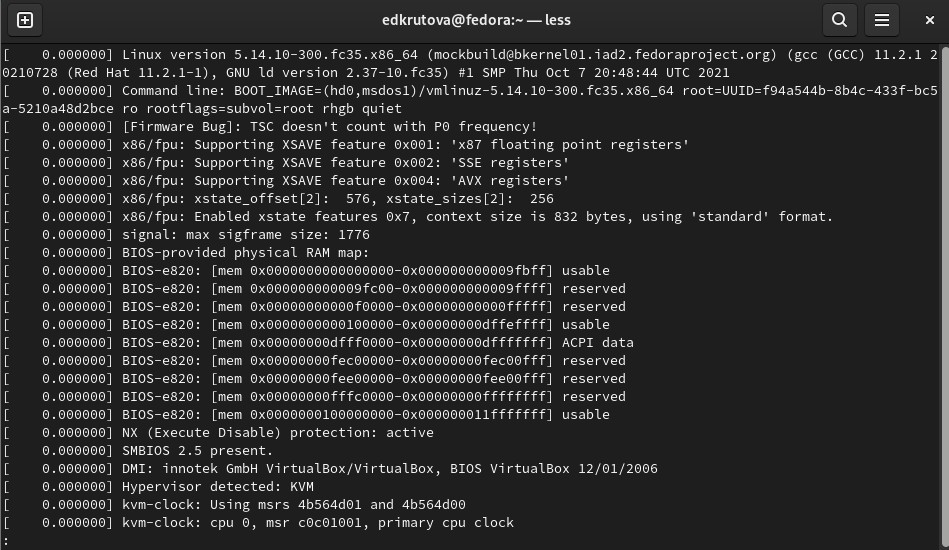 edkrutova@fedora:~ — less
[    0.000000] Linux version 5.14.10-300.fc35.x86_64 (mockbuild@bkernel01.iad2.fedoraproject.org) (gcc (GCC) 11.2.1 2
0210728 (Red Hat 11.2.1-1), GNU ld version 2.37-10.fc35) #1 SMP Thu Oct 7 20:48:44 UTC 2021
[    0.000000] Command line: BOOT_IMAGE=(hd0,msdos1)/vmlinuz-5.14.10-300.fc35.x86_64 root=UUID=f94a544b-8b4c-433f-bc5
a-5210a48d2bce ro rootflags=subvol=root rhgb quiet
[    0.000000] [Firmware Bug]: TSC doesn't count with P0 frequency!
[    0.000000] x86/fpu: Supporting XSAVE feature 0x001: 'x87 floating point registers'
[    0.000000] x86/fpu: Supporting XSAVE feature 0x002: 'SSE registers'
[    0.000000] x86/fpu: Supporting XSAVE feature 0x004: 'AVX registers'
[    0.000000] x86/fpu: xstate_offset[2]:  576, xstate_sizes[2]:  256
[    0.000000] x86/fpu: Enabled xstate features 0x7, context size is 832 bytes, using 'standard' format.
[    0.000000] signal: max sigframe size: 1776
[    0.000000] BIOS-provided physical RAM map:
[    0.000000] BIOS-e820: [mem 0x0000000000000000-0x000000000009fbff] usable
[    0.000000] BIOS-e820: [mem 0x000000000009fc00-0x000000000009ffff] reserved
[    0.000000] BIOS-e820: [mem 0x00000000000f0000-0x00000000000fffff] reserved
[    0.000000] BIOS-e820: [mem 0x0000000000100000-0x00000000dffeffff] usable
[    0.000000] BIOS-e820: [mem 0x00000000dfff0000-0x00000000dfffffff] ACPI data
[    0.000000] BIOS-e820: [mem 0x00000000fec00000-0x00000000fec00fff] reserved
[    0.000000] BIOS-e820: [mem 0x00000000fee00000-0x00000000fee00fff] reserved
[    0.000000] BIOS-e820: [mem 0x00000000fffc0000-0x00000000ffffffff] reserved
[    0.000000] BIOS-e820: [mem 0x0000000100000000-0x000000011fffffff] usable
[    0.000000] NX (Execute Disable) protection: active
[    0.000000] SMBIOS 2.5 present.
[    0.000000] DMI: innotek GmbH VirtualBox/VirtualBox, BIOS VirtualBox 12/01/2006
[    0.000000] Hypervisor detected: KVM
[    0.000000] kvm-clock: Using msrs 4b564d01 and 4b564d00
[    0.000000] kvm-clock: cpu 0, msr c0c01001, primary cpu clock
: